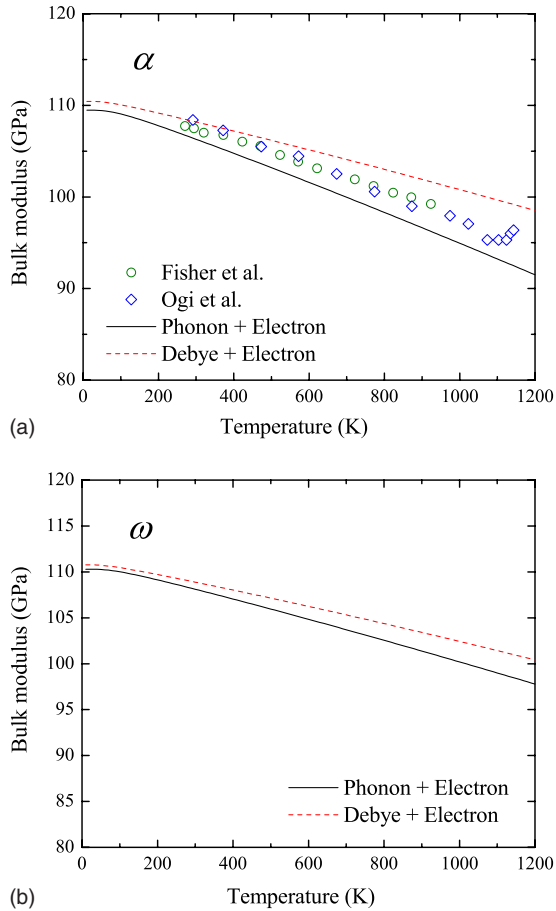 120
α
110
100
90
80
Bulk modulus (GPa)
Fisher et al.
Ogi et al.
Phonon + Electron
Debye + Electron
0 200 400 600 800 1000 1200
(a)
Temperature (K)
120
ω
115
110
105
100
95
90
85
80
Bulk modulus (GPa)
Phonon + Electron
Debye + Electron
0 200 400 600 800 1000 1200
(b)
Temperature (K)